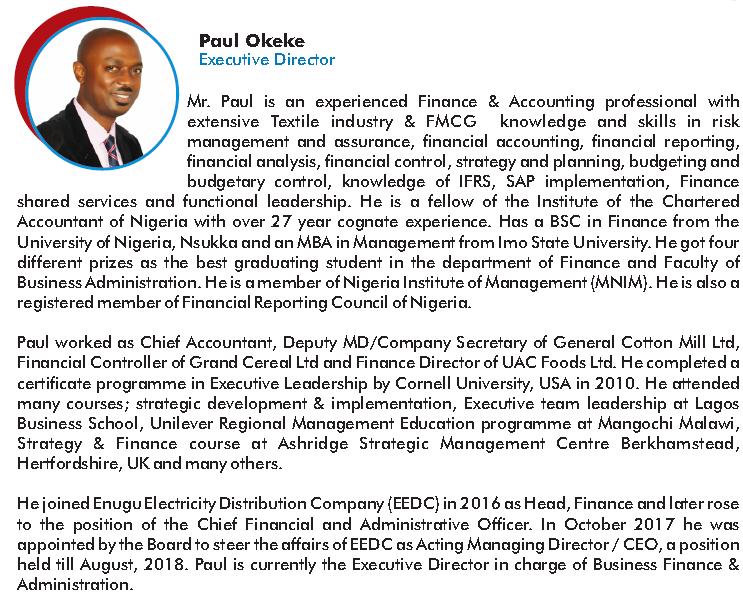 Paul Okeke
Executive Director
Mr. Paul is an experienced Finance & Accounting professional with
extensive Textile industry & FMCG knowledge and skills in risk
management and assurance, financial accounting, financial reporting,
financial analysis, financial control, strategy and planning, budgeting and
budgetary control, knowledge of IFRS, SAP implementation, Finance
shared services and functional leadership. He is a fellow of the Institute of the Chartered
Accountant of Nigeria with over 27 year cognate experience. Has a BSC in Finance from the
University of Nigeria, Nsukka and an MBA in Management from Imo State University. He got four
different prizes as the best graduating student in the department of Finance and Faculty of
Business Administration. He is a member of Nigeria Institute of Management (MNIM). He is also a
registered member of Financial Reporting Council of Nigeria.
Paul worked as Chief Accountant, Deputy MD/Company Secretary of General Cotton Mill Ltd,
Financial Controller of Grand Cereal Ltd and Finance Director of UAC Foods Ltd. He completed a
certificate programme in Executive Leadership by Cornell University, USA in 2010. He attended
many courses; strategic development & implementation, Executive team leadership at Lagos
Business School, Unilever Regional Management Education programme at Mangochi Malawi,
Strategy & Finance course at Ashridge Strategic Management Centre Berkhamstead,
Hertfordshire, UK and many others.
He joined Enugu Electricity Distribution Company (EEDC) in 2016 as Head, Finance and later rose
to the position of the Chief Financial and Administrative Officer. In October 2017 he was
appointed by the Board to steer the affairs of EEDC as Acting Managing Director / CEO, a position
held till August, 2018. Paul is currently the Executive Director in charge of Business Finance &
Administration.